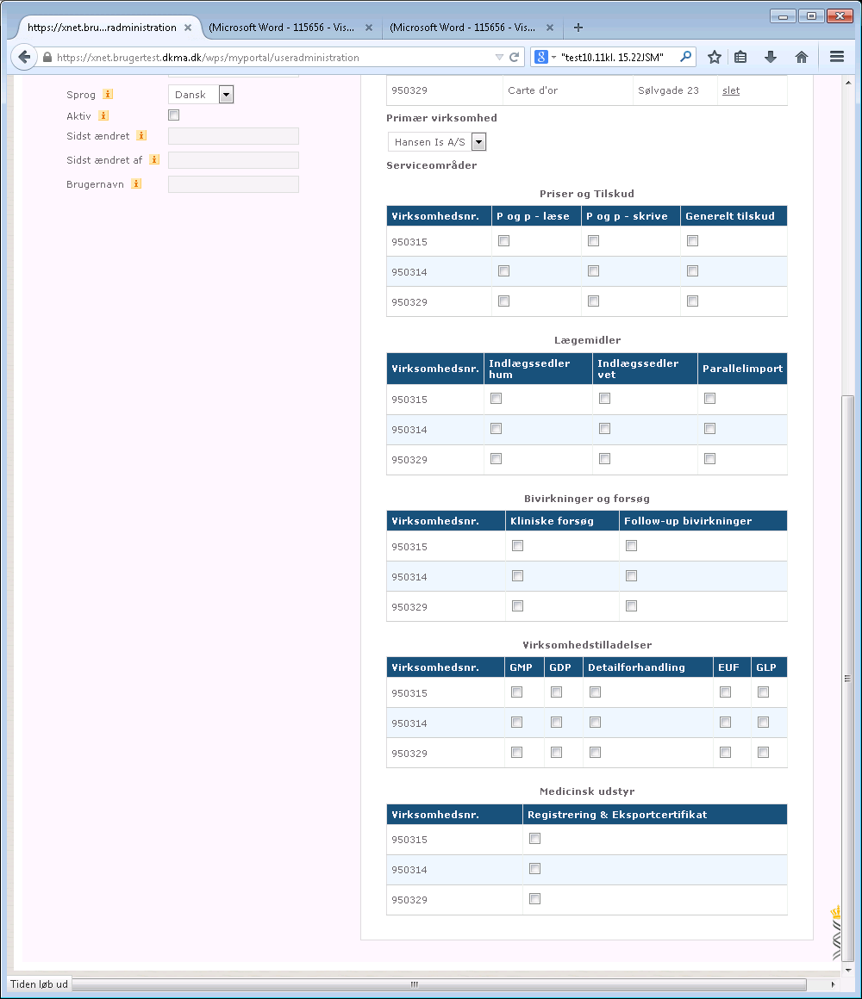 https://xnet.bru...radministration
(Microsoft Word - 115656 - Vis...
(Microsoft Word - 115656 - Vis...
https://xnet.brugertest.dkma.dk/wps/myportal/useradministration
"test10.11kl. 15.22JSM"
Sprog
Dansk
Aktiv
Sidst ændret
Sidst ændret af
Brugernavn
950329 Carte d'or Sølvgade 23 slet
Primær virksomhed
Hansen Is A/S
Serviceområder
Priser og Tilskud
Virksomhedsnr. P og p - læse P og p - skrive Generelt tilskud
950315
950314
950329
Lægemidler
Virksomhedsnr. Indlægssedler hum Indlægssedler vet Parallelimport
950315
950314
950329
Bivirkninger og forsøg
Virksomhedsnr. Kliniske forsøg Follow-up bivirkninger
950315
950314
950329
Virksomhedstilladelser
Virksomhedsnr. GMP GDP Detailforhandling EUF GLP
950315
950314
950329
Medicinsk udstyr
Virksomhedsnr. Registrering & Eksportcertifikat
950315
950314
950329
Tiden løb ud